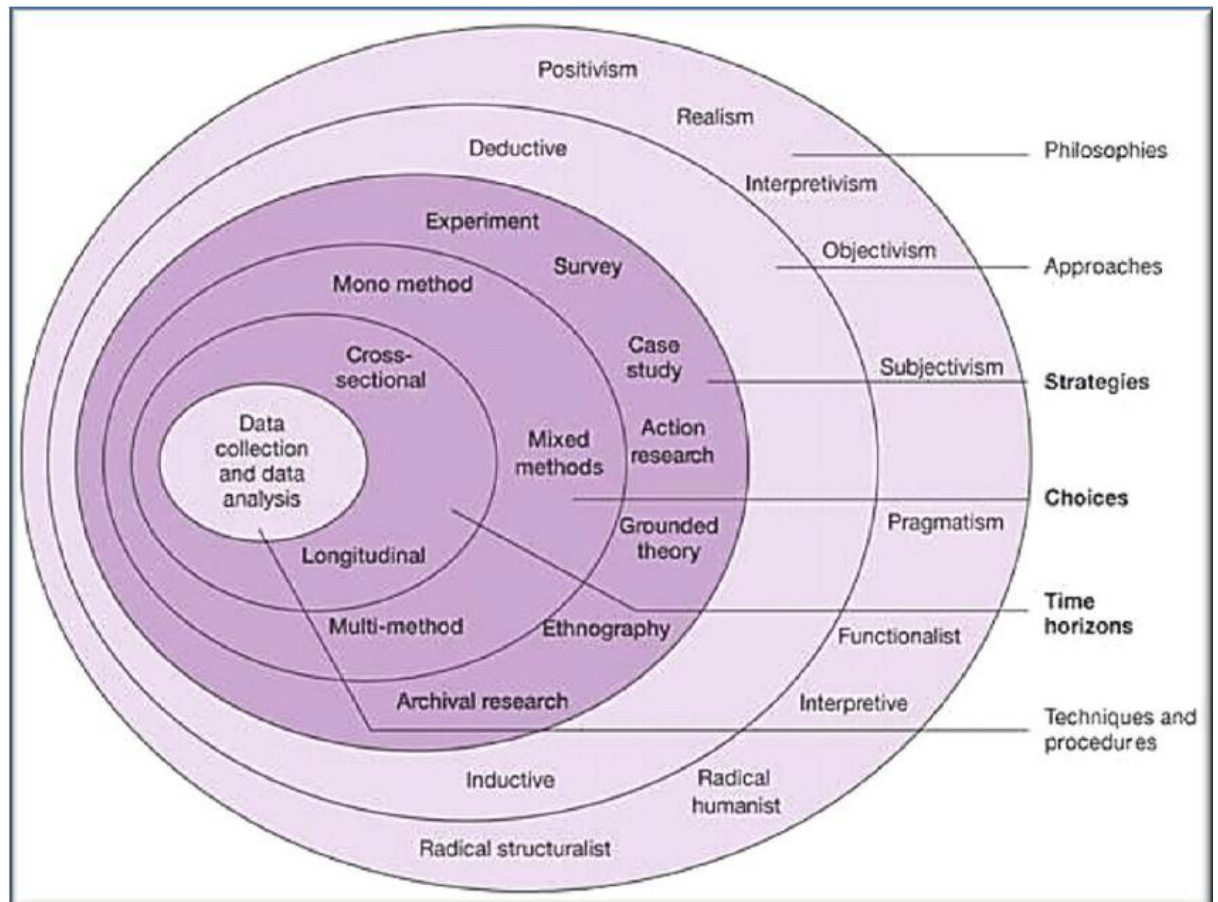 Positivism
Realism
Deductive
Philosophies
Interpretivism
Experiment
Objectivism
Survey
Approaches
Mono method
Case
study
Cross-
sectional
Subjectivism
Strategies
Data
collection
and data
analysis
Mixed
methods
Action
research
Choices
Pragmatism
Grounded
theory
Longitudinal
Time
horizons
Multi-method
Ethnography
Functionalist
Archival research
Interpretive
Techniques and
procedures
Inductive
Radical
humanist
Radical structuralist